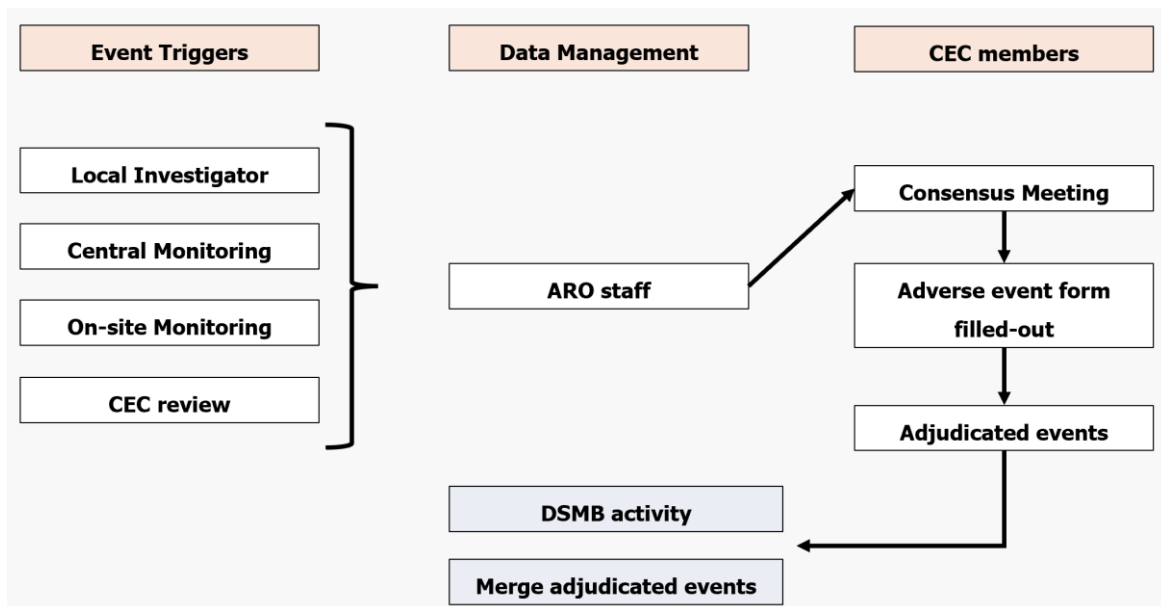 Event Triggers
Data Management
CEC members
Local Investigator
Central Monitoring
On-site Monitoring
CEC review
ARO staff
Consensus Meeting
Adverse event form
filled-out
Adjudicated events
DSMB activity
Merge adjudicated events